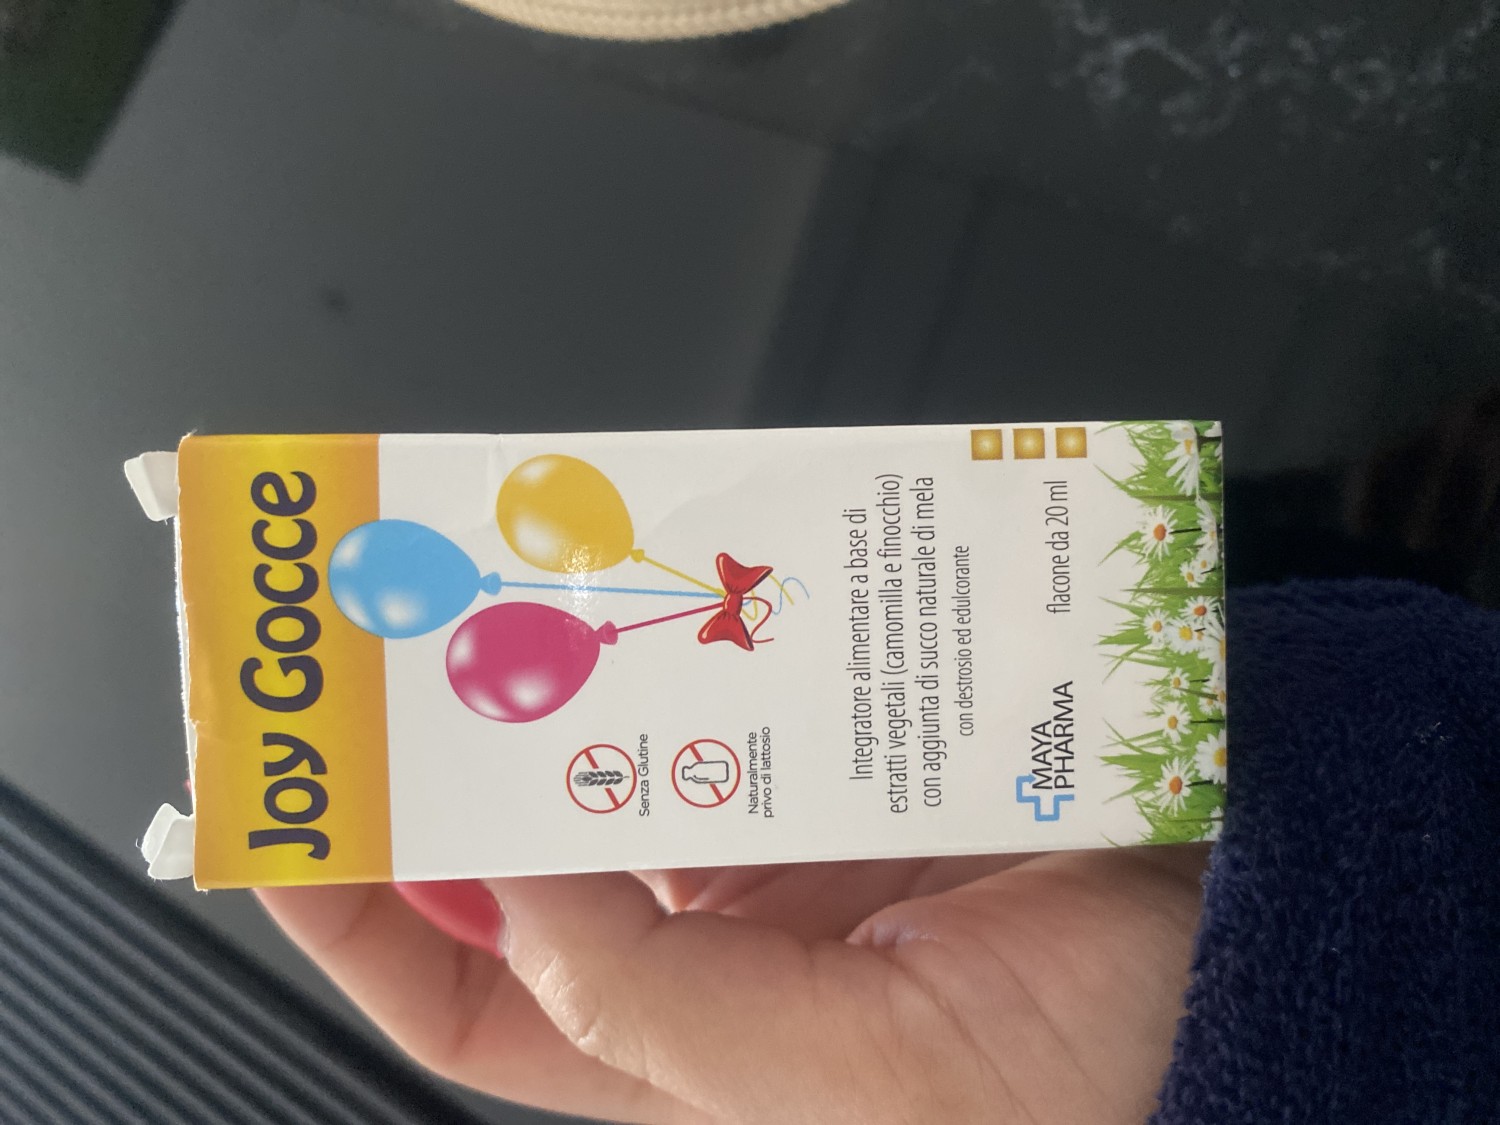 Joy Gocce
Senza Glutine
Naturalmente
privo di lattosio
Integratore alimentare a base di
estratti vegetali (camomilla e finocchio)
con aggiunta di succo naturale di mela
con destrosio ed edulcorante
MAYA
PHARMA
flacone da 20 ml